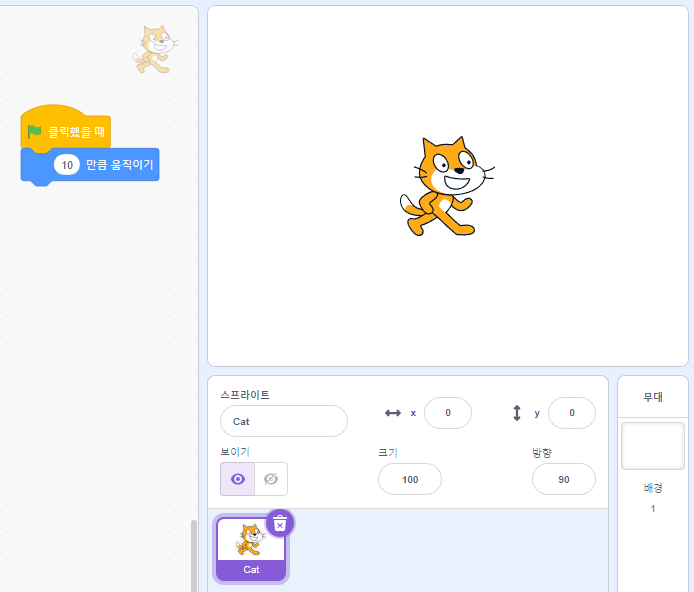 클릭했을 때
10 만큼 움직이기
스프라이트
Cat
x 0
y 0
보이기
크기
100
방향
90
Cat
무대
배경
1